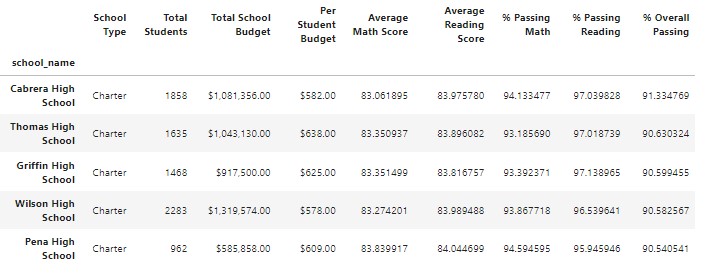 School Type Total Students Total School Budget Per Student Budget Average Math Score Average Reading Score % Passing Math % Passing Reading % Overall Passing
school_name
Cabrera High School Charter 1858 $1,081,356.00 $582.00 83.061895 83.975780 94.133477 97.039828 91.334769
Thomas High School Charter 1635 $1,043,130.00 $638.00 83.350937 83.896082 93.185690 97.018739 90.630324
Griffin High School Charter 1468 $917,500.00 $625.00 83.351499 83.816757 93.392371 97.138965 90.599455
Wilson High School Charter 2283 $1,319,574.00 $578.00 83.274201 83.989488 93.867718 96.539641 90.582567
Pena High School Charter 962 $585,858.00 $609.00 83.839917 84.044699 94.594595 95.945946 90.540541